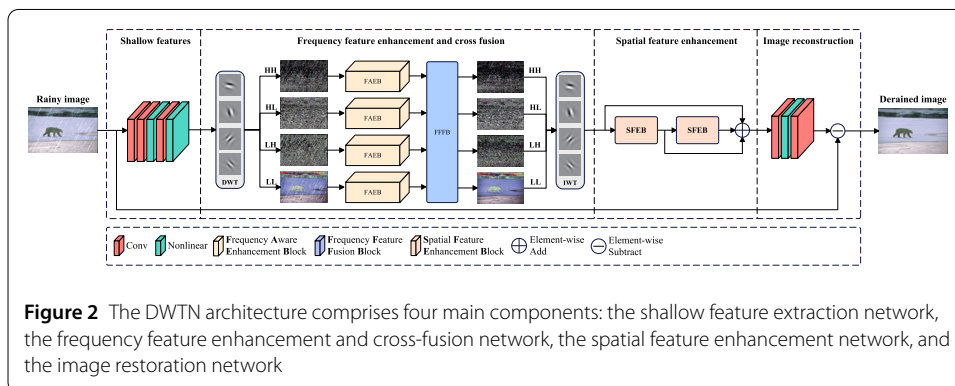 Shallow features
Frequency feature enhancement and cross fusion
Spatial feature enhancement
Image reconstruction
Rainy image
DWT
HH
HL
LH
LL
FAEB
FAEB
FAEB
FAEB
FFFB
HH
HL
LH
LL
IWT
SFEB
SFEB
Derained image
Conv
Nonlinear
Frequency Aware
Enhancement Block
Frequency Feature
Fusion Block
Spatial Feature
Enhancement Block
Element-wise
Add
Element-wise
Subtract
Figure 2 The DWTN architecture comprises four main components: the shallow feature extraction network,
the frequency feature enhancement and cross-fusion network, the spatial feature enhancement network, and
the image restoration network